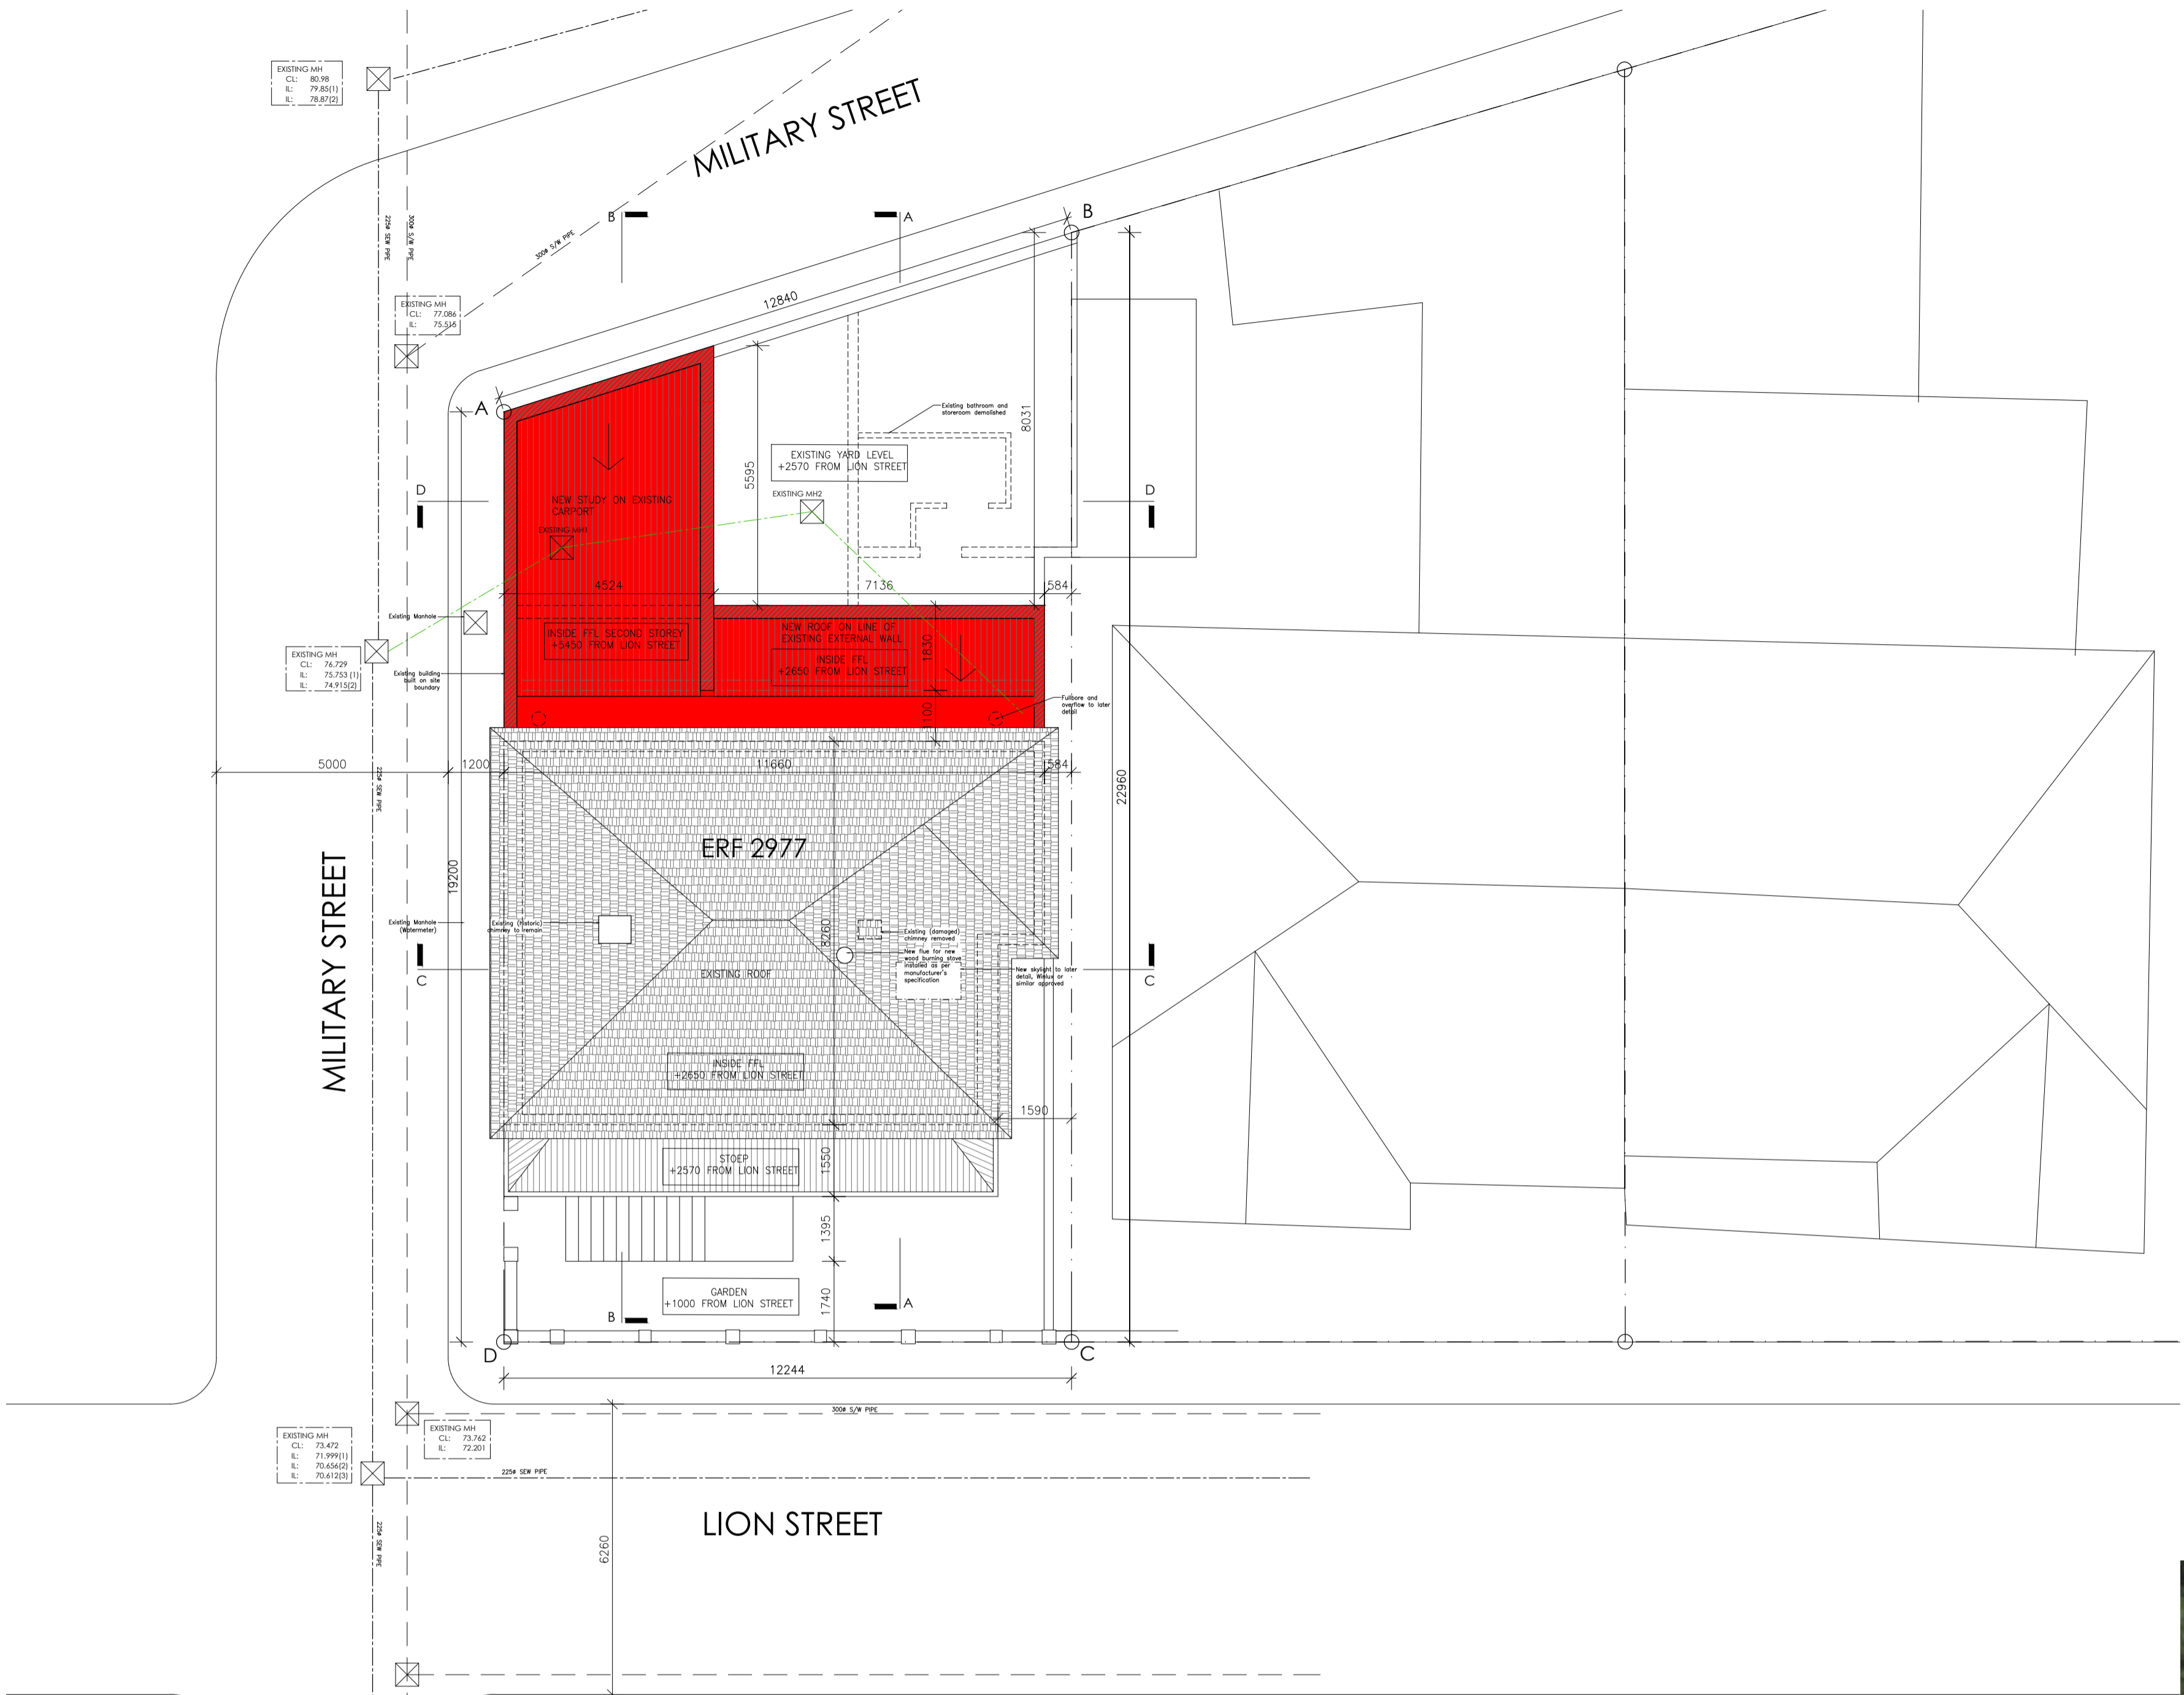 EXISTING MH
CL: 80.98
IL: 79.85(1)
IL: 78.87(2)
MILITARY STREET
225ø SEW PIPE
300ø S/W PIPE
300ø S/W PIPE
B
A
B
12840
EXISTING MH
CL: 77.086
IL: 75.515
A
8031
Existing bathroom and
storeroom demolished
EXISTING YARD LEVEL
+2570 FROM LION STREET
5595
D
D
NEW STUDY ON EXISTING
CARPORT
EXISTING MH2
EXISTING MH1
4524
7136
584
Existing Manhole
INSIDE FFL SECOND STOREY
+5450 FROM LION STREET
NEW ROOF ON LINE OF
EXISTING EXTERNAL WALL
INSIDE FFL
+2650 FROM LION STREET
1830
EXISTING MH
CL: 76.729
IL: 75.753 (1)
IL: 74.915(2)
Existing building
built on site
boundary
1100
Fullbore and
overflow to later
detail
5000
1200
11660
584
225ø SEW PIPE
22960
19200
ERF 2977
MILITARY STREET
Existing Manhole
(Watermeter)
Existing (historic)
chimney to remain
8260
Existing (damaged)
chimney removed
New flue for new
wood burning stove
installed as per
manufacturer's
specification
New skylight to later
detail, Winlux or
similar approved
C
C
EXISTING ROOF
INSIDE FFL
+2650 FROM LION STREET
1590
STOEP
+2570 FROM LION STREET
1550
1395
GARDEN
+1000 FROM LION STREET
1740
B
A
D
C
12244
300ø S/W PIPE
EXISTING MH
CL: 73.762
IL: 72.201
EXISTING MH
CL: 73.472
IL: 71.999(1)
IL: 70.656(2)
IL: 70.612(3)
225ø SEW PIPE
LION STREET
225ø SEW PIPE
6260